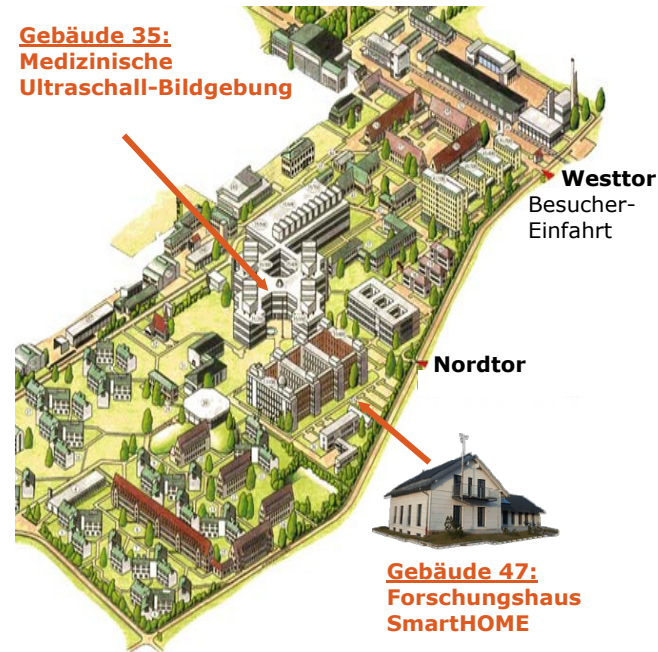 Gebäude 35:
Medizinische
Ultraschall-Bildgebung
Westtor
Besucher-
Einfahrt
Nordtor
Gebäude 47:
Forschungshaus
SmartHOME